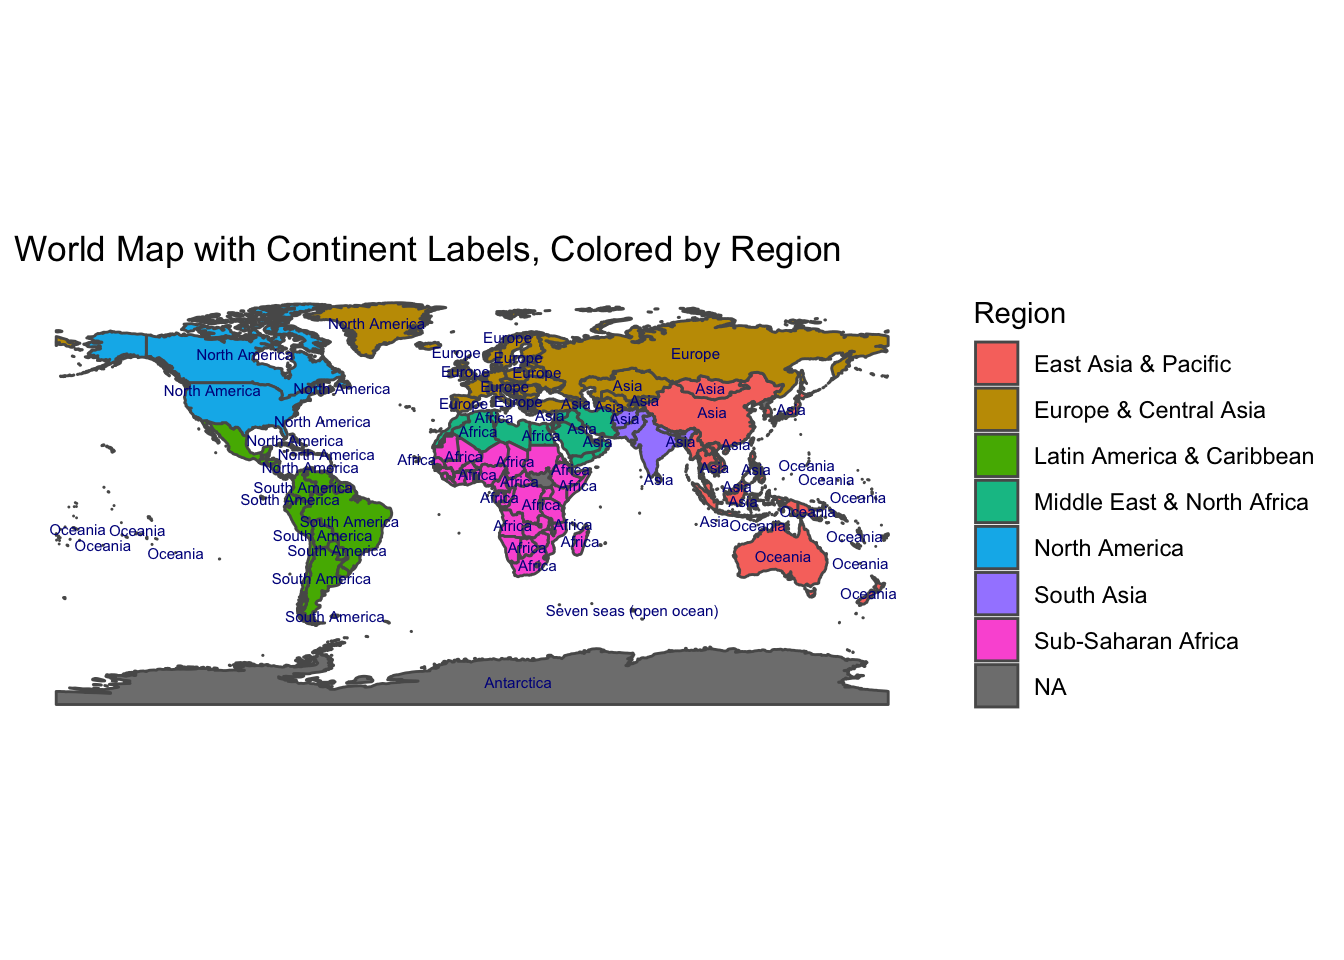 World Map with Continent Labels, Colored by Region
Region
East Asia & Pacific
Europe & Central Asia
Latin America & Caribbean
Middle East & North Africa
North America
South Asia
Sub-Saharan Africa
NA
North America
Europe
Europe
North America
Europe
Europe
Europe
Europe
Europe
North America
North America
Europe
Asia
Asia
Europe
Europe
Asia
Asia
Asia
Asia
Asia
Asia
North America
Africa
Asia
Africa
Africa
Asia
Asia
North America
Asia
Asia
North America
Africa
Africa
Africa
North America
Africa
Asia
Asia
Oceania
Africa
Africa
Asia
Oceania
South America
Africa
Asia
South America
Africa
Africa
Asia
Oceania
Oceania
South America
Africa
Africa
Asia
Oceania
Oceania
Oceania
South America
Oceania
Oceania
Africa
Oceania
South America
Africa
Oceania
Oceania
Africa
Oceania
South America
Oceania
Seven seas (open ocean)
South America
Antarctica